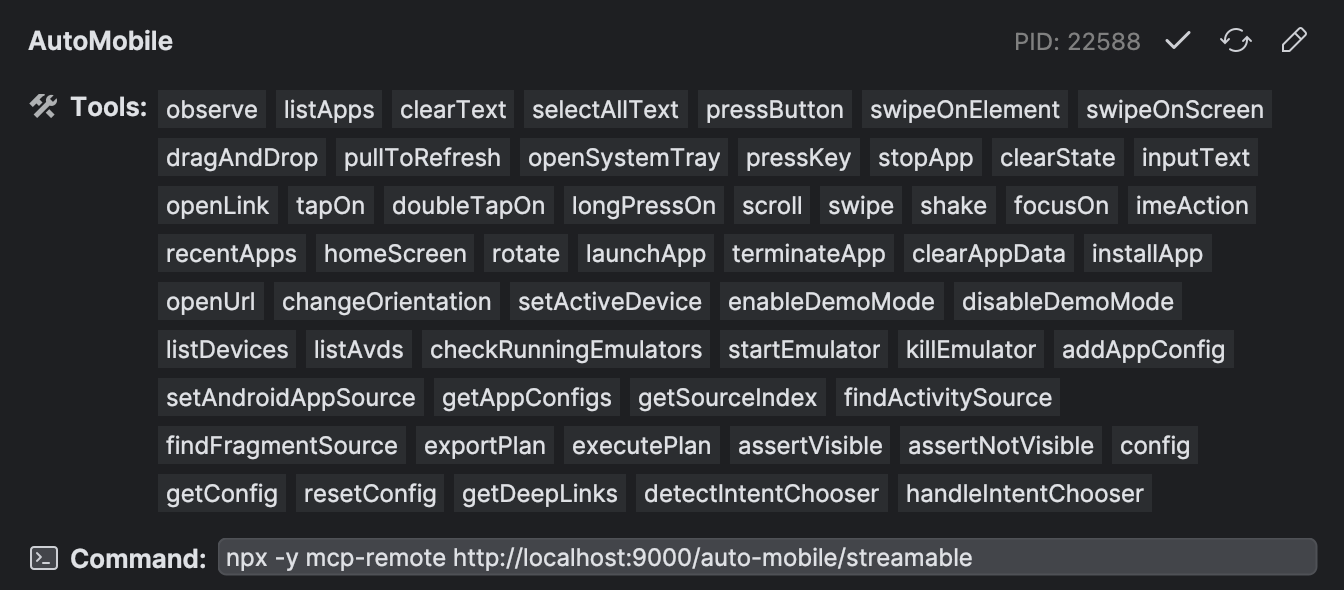 AutoMobile PID: 22588
Tools: observe listApps clearText selectAllText pressButton swipeOnElement swipeOnScreen
dragAndDrop pullToRefresh openSystemTray pressKey stopApp clearState inputText
openLink tapOn doubleTapOn longPressOn scroll swipe shake focusOn imeAction
recentApps homeScreen rotate launchApp terminateApp clearAppData installApp
openUrl changeOrientation setActiveDevice enableDemoMode disableDemoMode
listDevices listAvds checkRunningEmulators startEmulator killEmulator addAppConfig
setAndroidAppSource getAppConfigs getSourceIndex findActivitySource
findFragmentSource exportPlan executePlan assertVisible assertNotVisible config
getConfig resetConfig getDeepLinks detectIntentChooser handleIntentChooser
Command: npx -y mcp-remote http://localhost:9000/auto-mobile/streamable